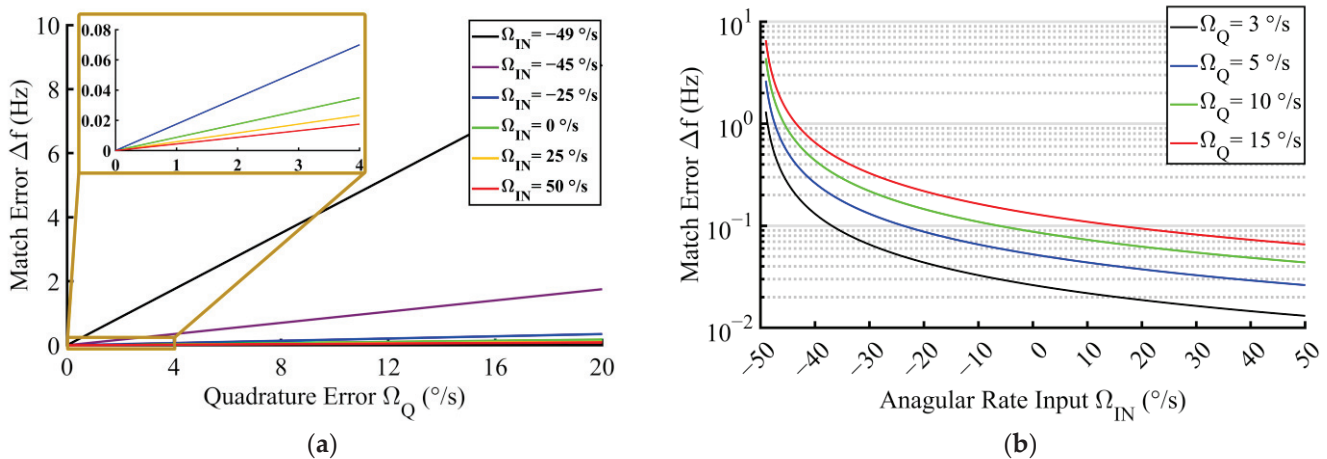 Match Error Δf (Hz)
10
8
6
4
2
0
0.08
0.06
0.04
0.02
0
0 1 2 3 4
Ω_IN= −49 °/s
Ω_IN= −45 °/s
Ω_IN= −25 °/s
Ω_IN= 0 °/s
Ω_IN= 25 °/s
Ω_IN= 50 °/s
0 4 8 12 16 20
Quadrature Error Ω_Q (°/s)
(a)
Match Error Δf (Hz)
10^1
10^0
10^−1
10^−2
Ω_Q = 3 °/s
Ω_Q = 5 °/s
Ω_Q = 10 °/s
Ω_Q = 15 °/s
−50 −40 −30 −20 −10 0 10 20 30 40 50
Anagular Rate Input Ω_IN (°/s)
(b)